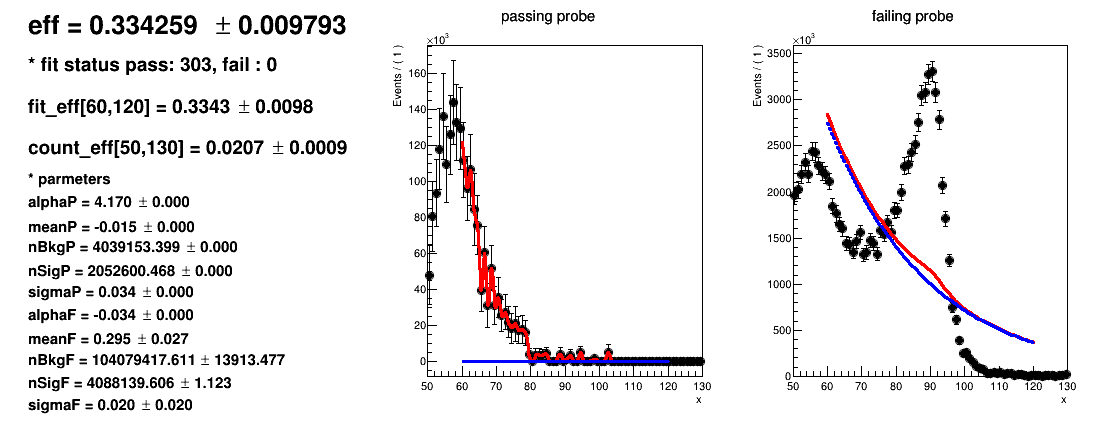 eff = 0.334259 ± 0.009793
* fit status pass: 303, fail : 0
fit_eff[60,120] = 0.3343 ± 0.0098
count_eff[50,130] = 0.0207 ± 0.0009
* parmeters
alphaP = 4.170 ± 0.000
meanP = -0.015 ± 0.000
nBkgP = 4039153.399 ± 0.000
nSigP = 2052600.468 ± 0.000
sigmaP = 0.034 ± 0.000
alphaF = -0.034 ± 0.000
meanF = 0.295 ± 0.027
nBkgF = 104079417.611 ± 13913.477
nSigF = 4088139.606 ± 1.123
sigmaF = 0.020 ± 0.020
passing probe
×10³
Events / ( 1 )
160
140
120
100
80
60
40
20
0
50 60 70 80 90 100 110 120 130
x
failing probe
×10³
Events / ( 1 )
3500
3000
2500
2000
1500
1000
500
0
50 60 70 80 90 100 110 120 130
x